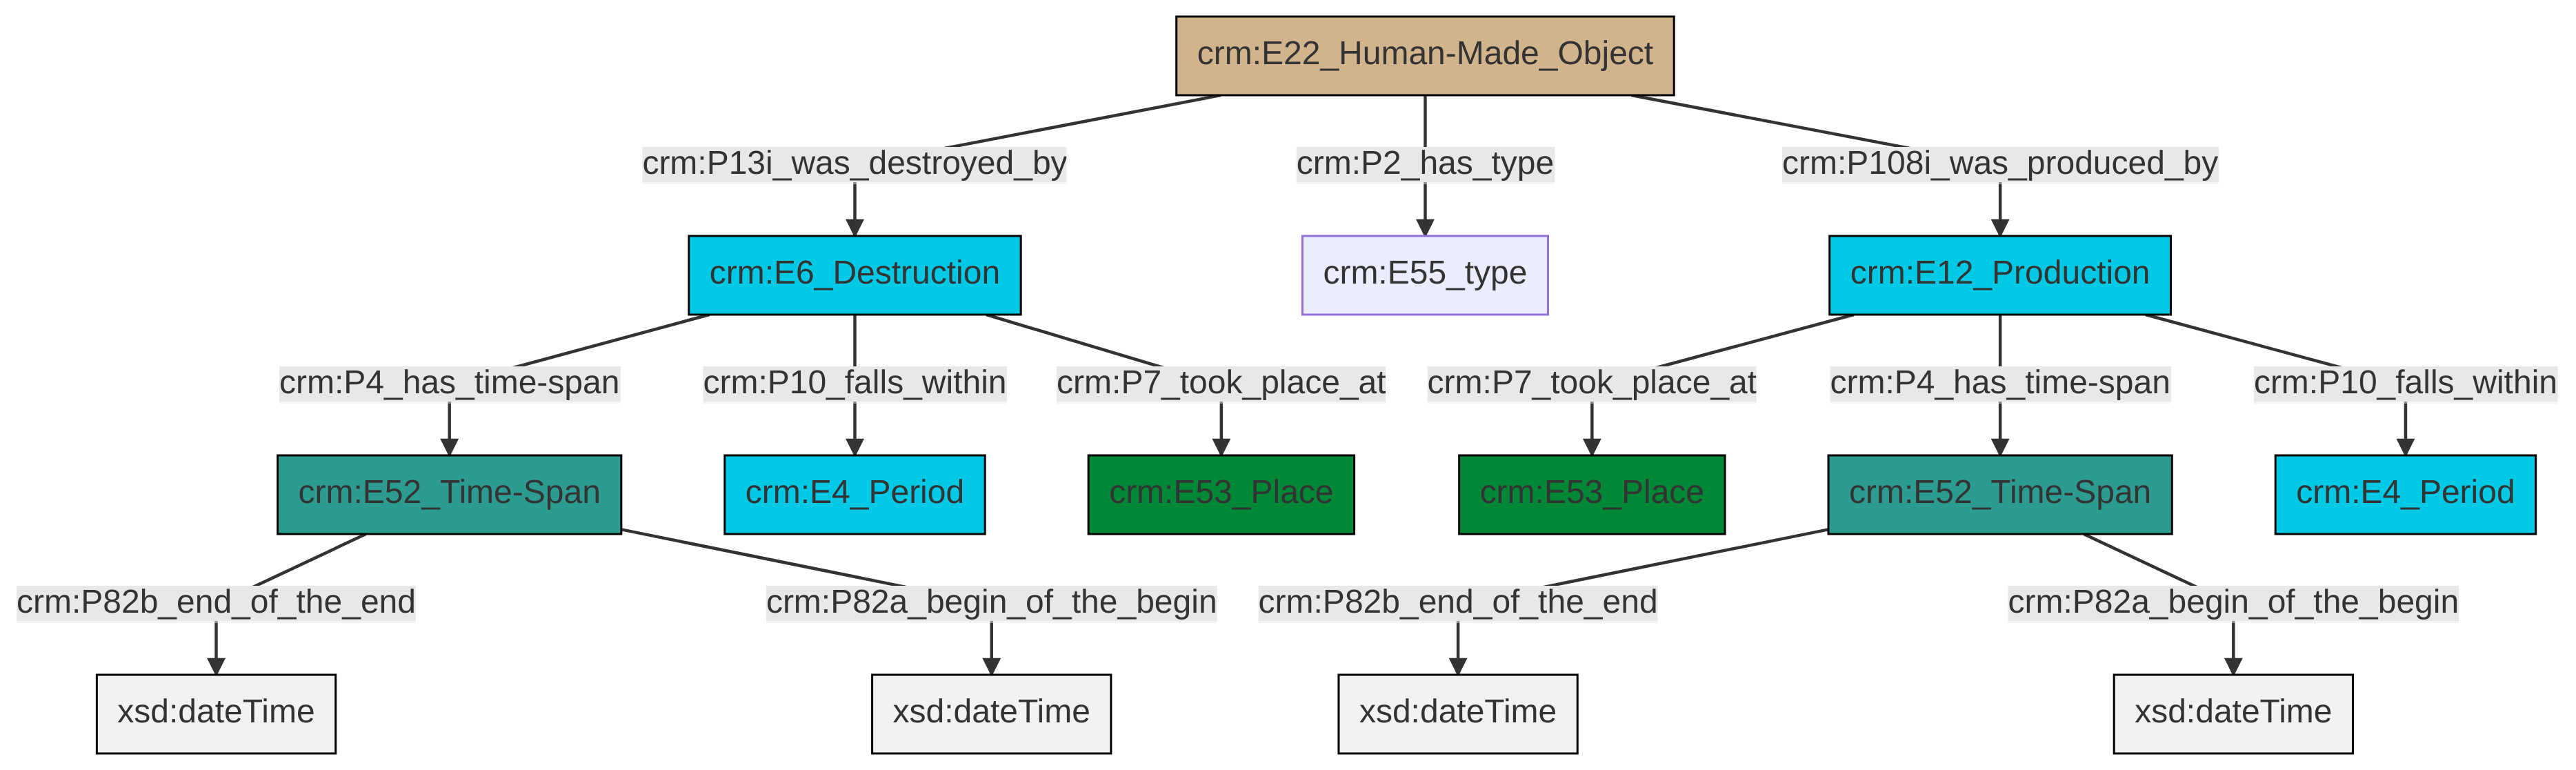 crm:E22_Human-Made_Object
crm:P13i_was_destroyed_by
crm:P2_has_type
crm:P108i_was_produced_by
crm:E6_Destruction
crm:E55_type
crm:E12_Production
crm:P4_has_time-span
crm:P10_falls_within
crm:P7_took_place_at
crm:P7_took_place_at
crm:P4_has_time-span
crm:P10_falls_within
crm:E52_Time-Span
crm:E4_Period
crm:E53_Place
crm:E53_Place
crm:E52_Time-Span
crm:E4_Period
crm:P82b_end_of_the_end
crm:P82a_begin_of_the_begin
crm:P82b_end_of_the_end
crm:P82a_begin_of_the_begin
xsd:dateTime
xsd:dateTime
xsd:dateTime
xsd:dateTime